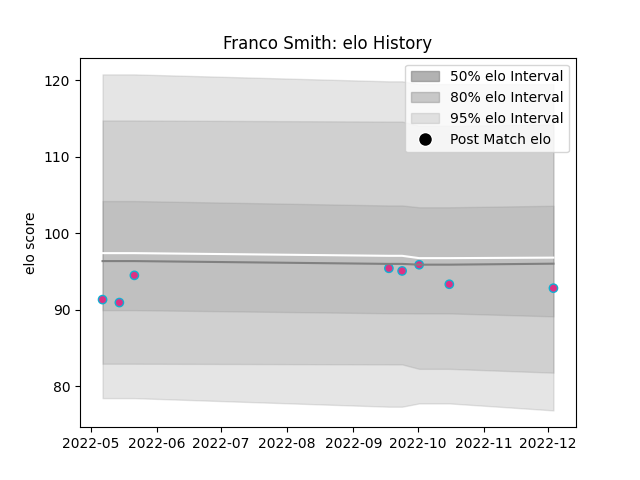 Franco Smith: elo History
120
110
100
90
80
elo score
50% elo Interval
80% elo Interval
95% elo Interval
Post Match elo
2022-05 2022-06 2022-07 2022-08 2022-09 2022-10 2022-11 2022-12